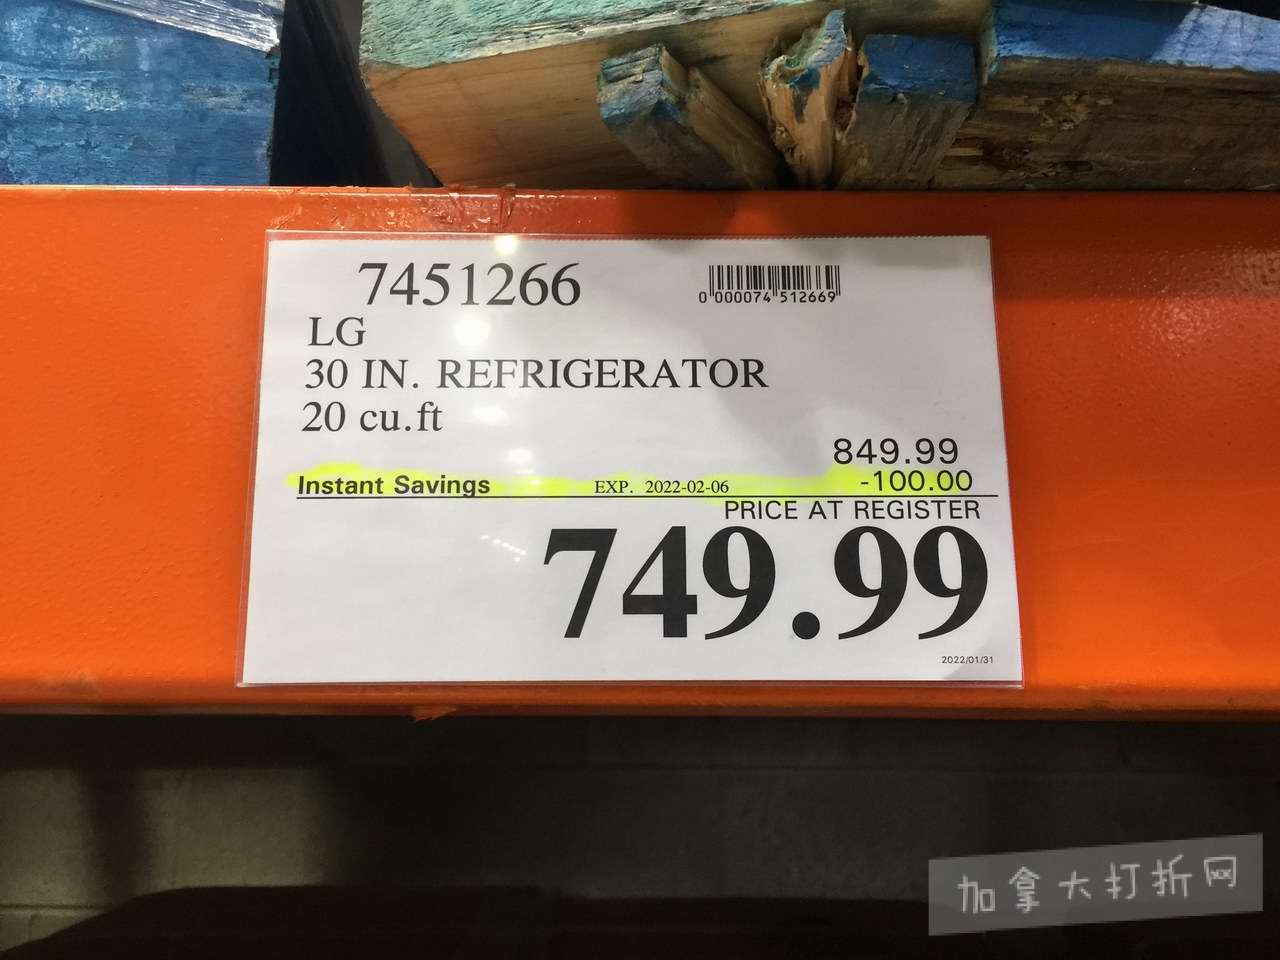 7451266
0 000074 512669
LG
30 IN. REFRIGERATOR
20 cu.ft
849.99
Instant Savings EXP. 2022-02-06 -100.00
PRICE AT REGISTER
749.99
2022/01/31
加拿大打折网